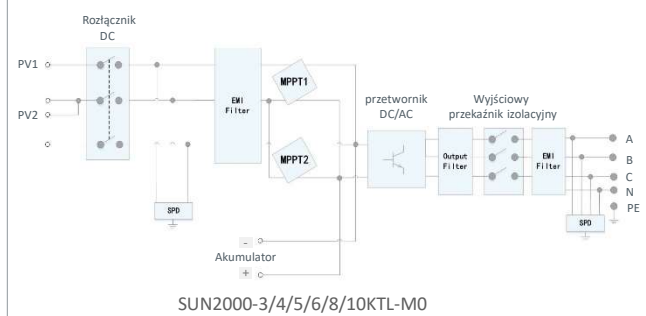 Rozłącznik
DC
PV1
PV2
EMI
Filter
MPPT1
MPPT2
SPD
-
Akumulator
+
przetwornik
DC/AC
Output
Filter
Wyjściowy
przekaźnik izolacyjny
EMI
Filter
A
B
C
N
PE
SPD
SUN2000-3/4/5/6/8/10KTL-M0